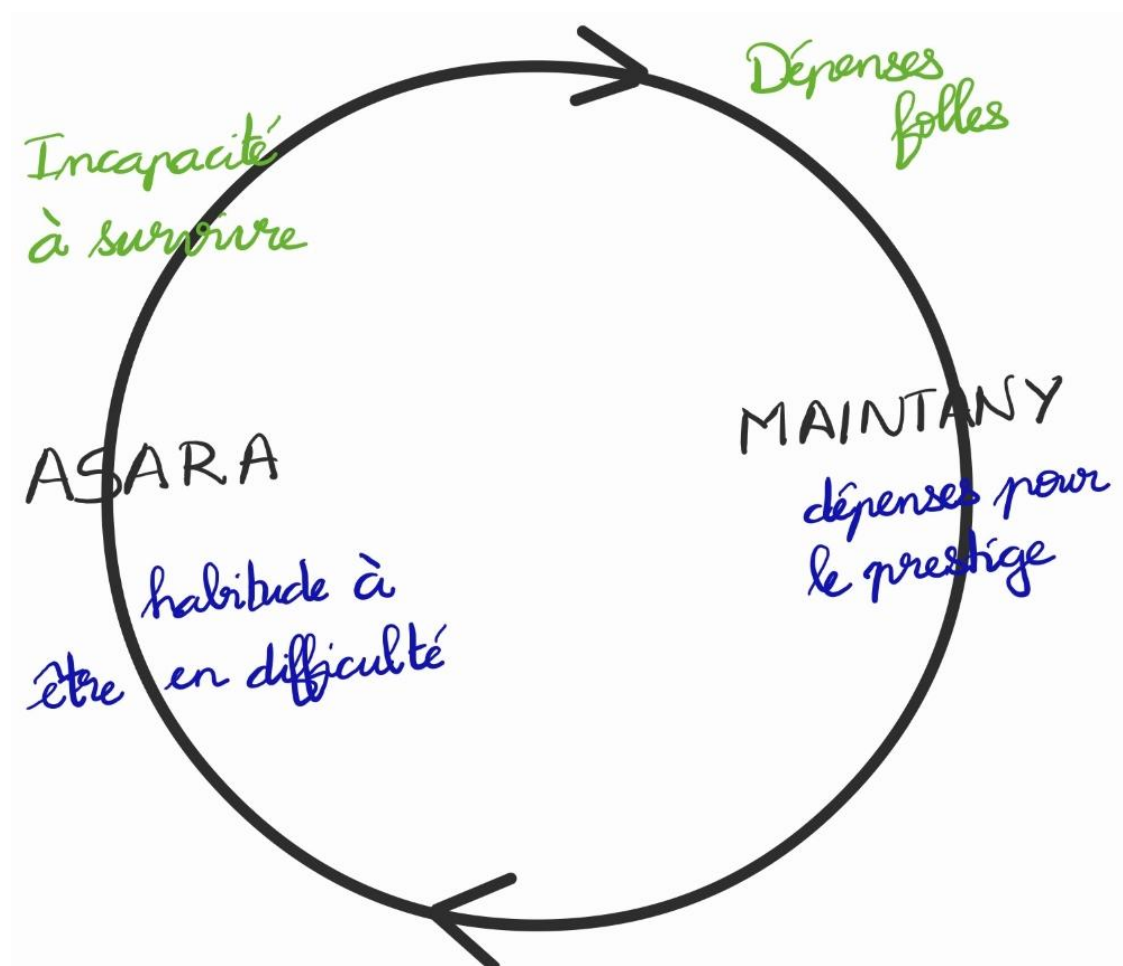 Dépenses
folles
Incapacité
à survivre
MAINTANY
dépenses pour
le prestige
ASARA
habitude à
être en difficulté